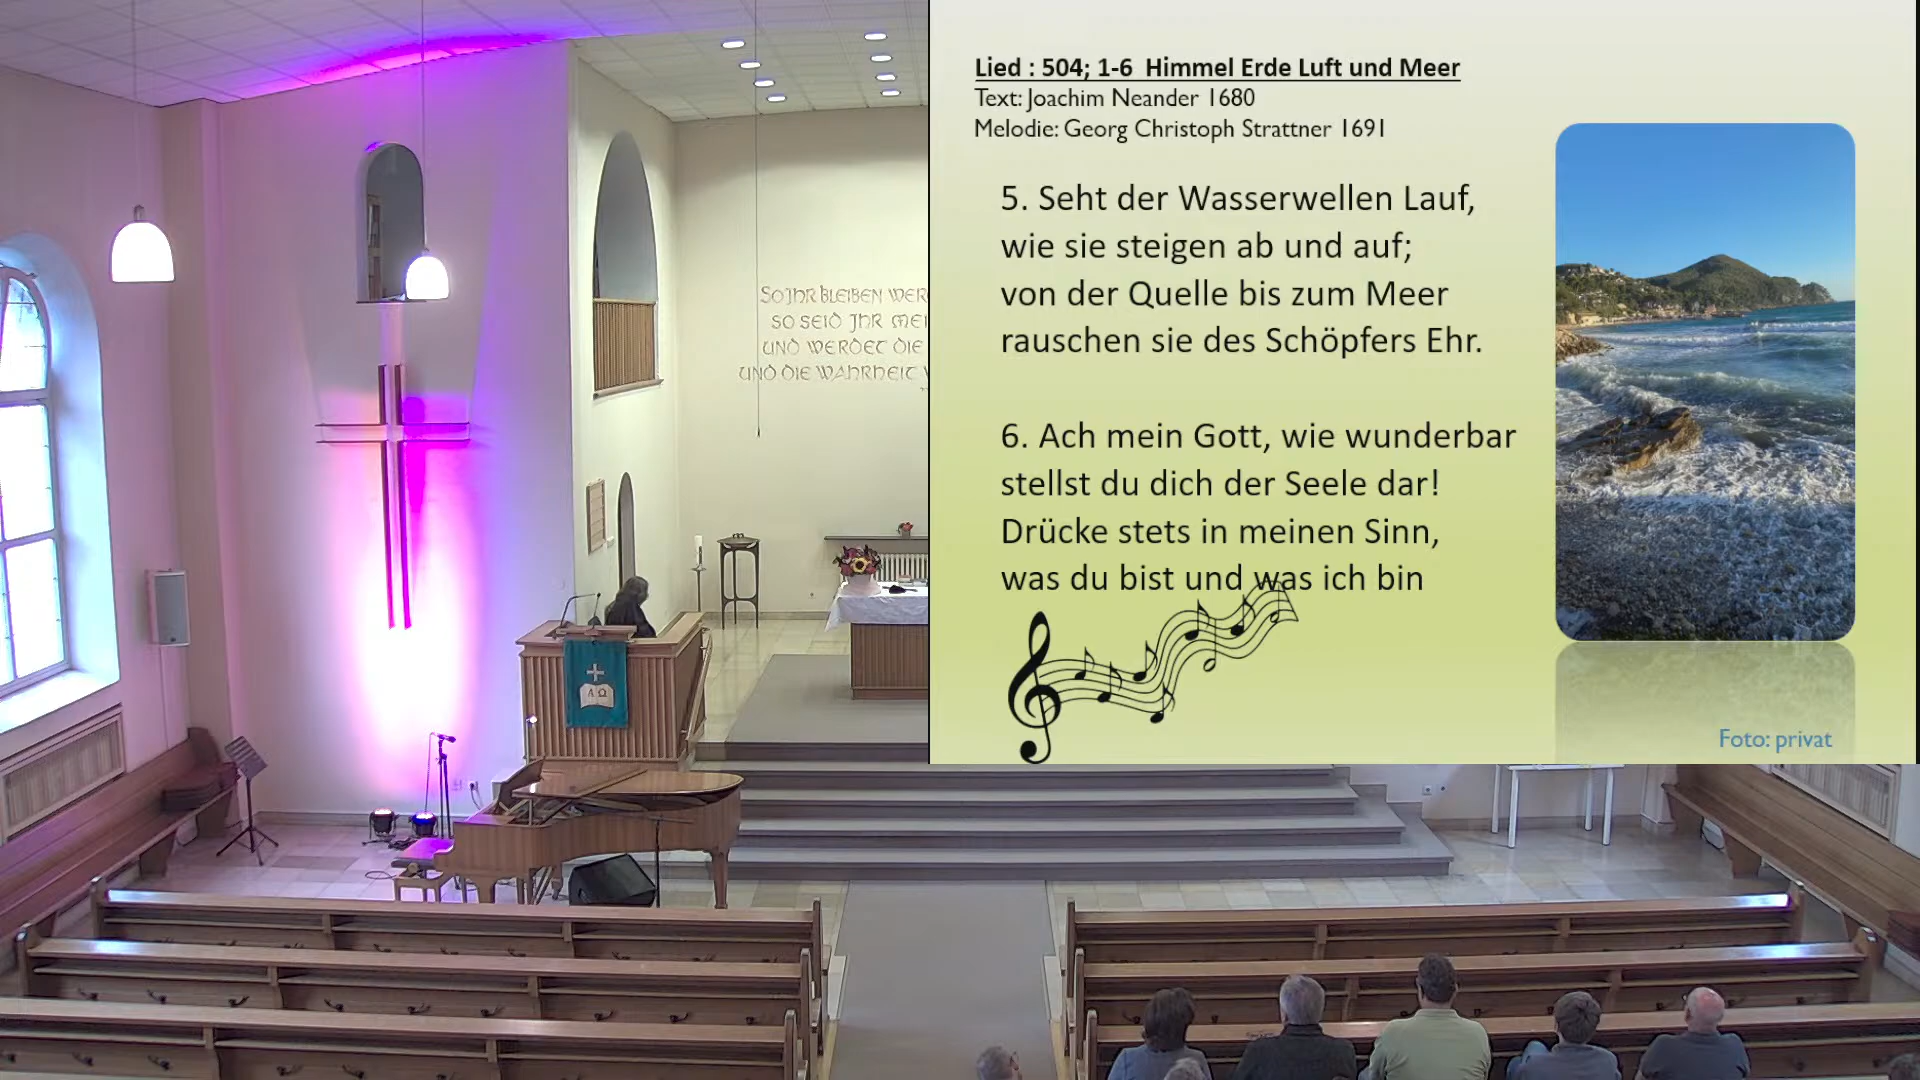 SO JHR BLEIBEN WER
SO SEID JHR MEI
UND WERDET DIE
UND DIE WAHRHEIT
Α Ω
Lied : 504; 1-6 Himmel Erde Luft und Meer
Text: Joachim Neander 1680
Melodie: Georg Christoph Strattner 1691
5. Seht der Wasserwellen Lauf,
wie sie steigen ab und auf;
von der Quelle bis zum Meer
rauschen sie des Schöpfers Ehr.
6. Ach mein Gott, wie wunderbar
stellst du dich der Seele dar!
Drücke stets in meinen Sinn,
was du bist und was ich bin
Foto: privat